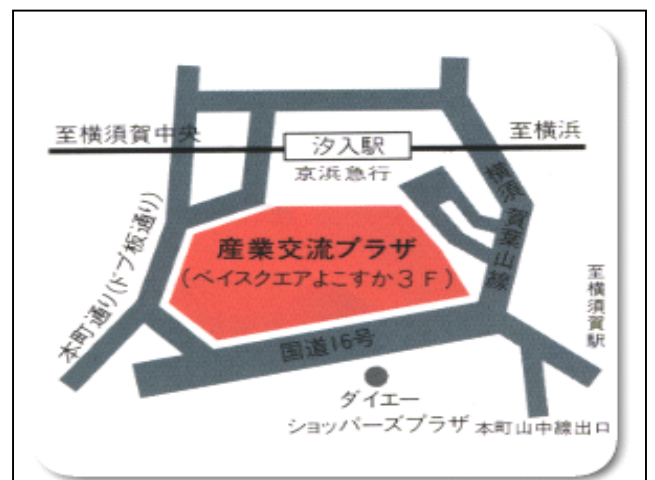 至横須賀中央
至横浜
汐入駅
京浜急行
横須賀葉山線
産業交流プラザ
(ベイスクエアよこすか3F)
本町通り(ドブ板通り)
至横須賀駅
国道16号
ダイエー
ショッパーズプラザ
本町山中線出口